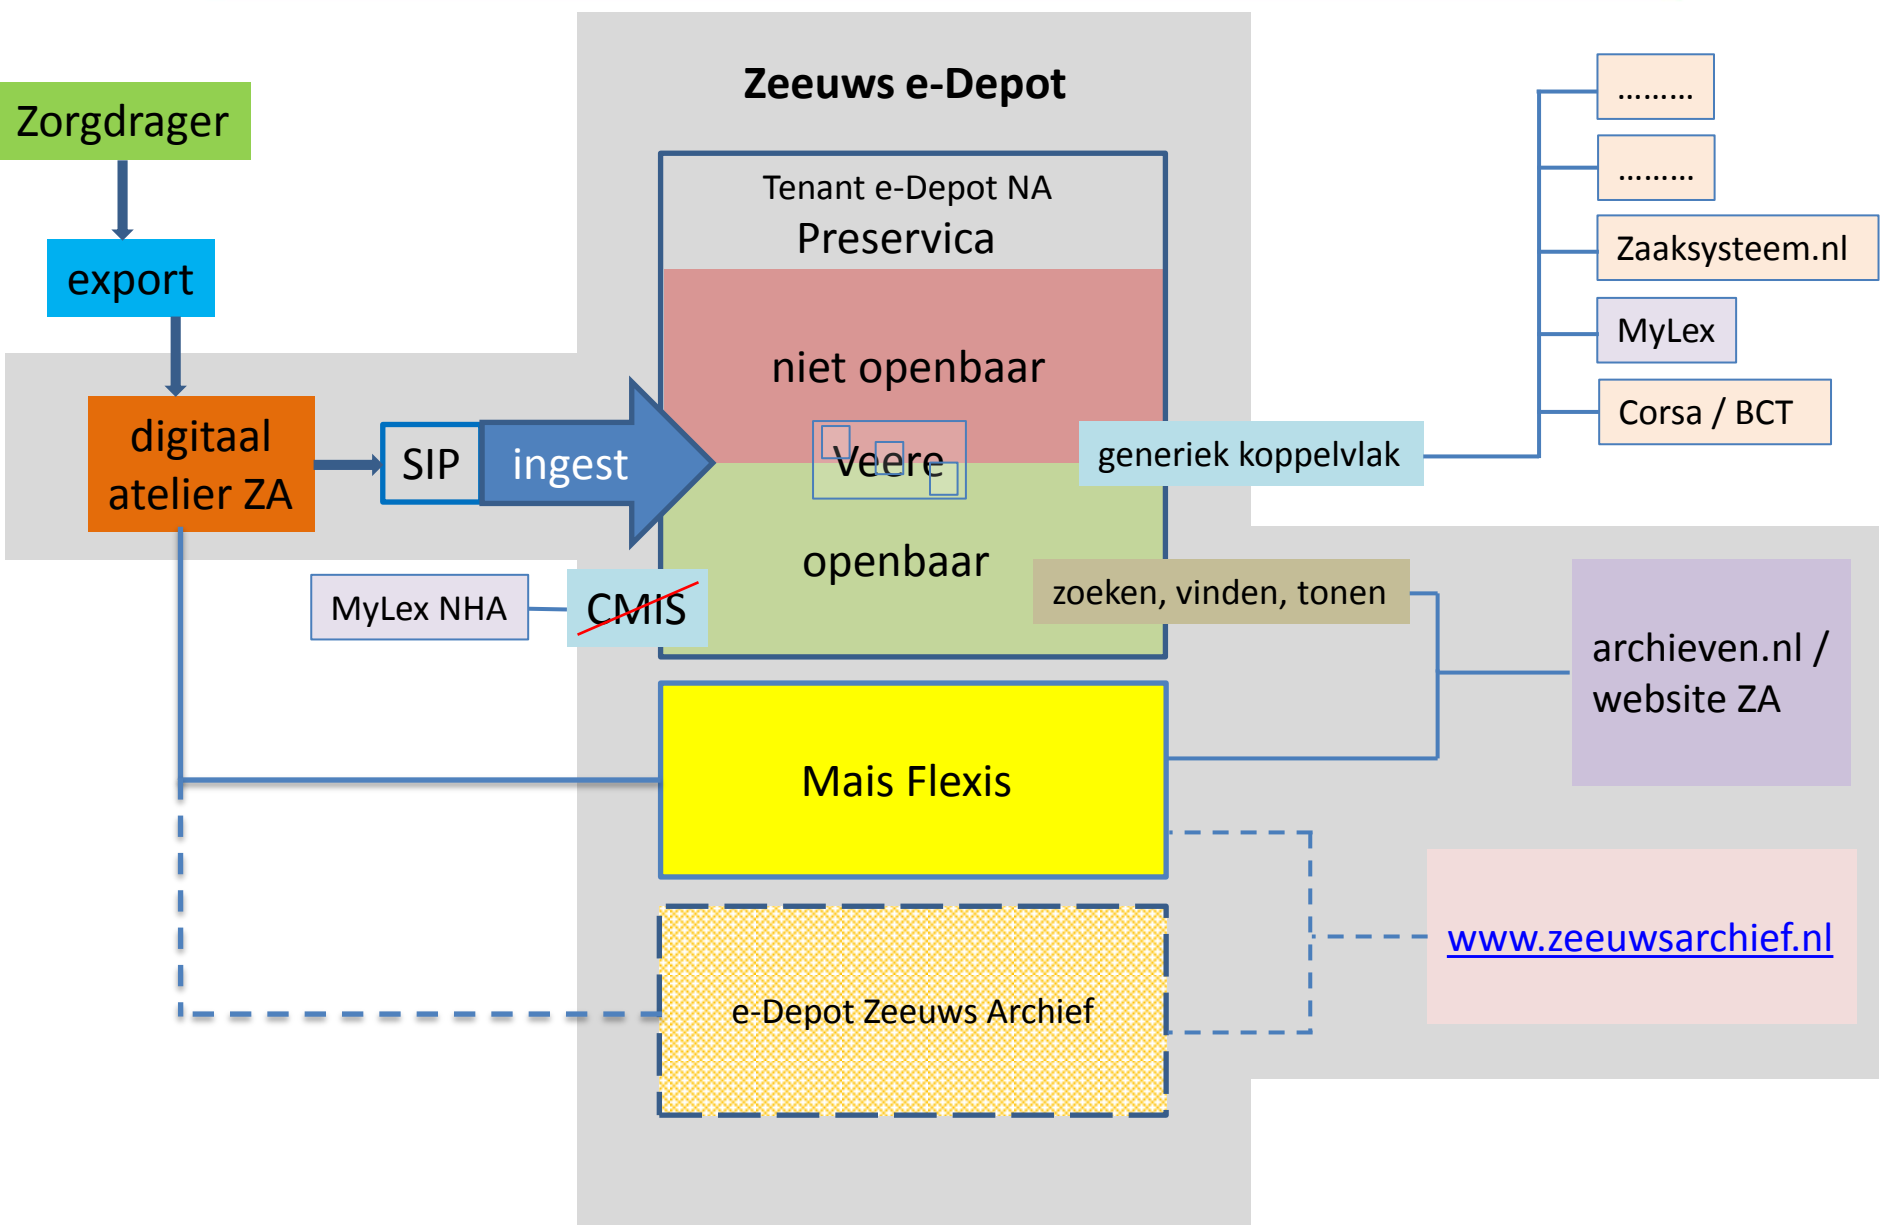 Zeeuws e-Depot
Zorgdrager
export
digitaal
atelier ZA
SIP
ingest
Tenant e-Depot NA
Preservica
niet openbaar
Veere
openbaar
generiek koppelvlak
………
………
Zaaksysteem.nl
MyLex
Corsa / BCT
MyLex NHA
CMIS
zoeken, vinden, tonen
archieven.nl /
website ZA
Mais Flexis
www.zeeuwsarchief.nl
e-Depot Zeeuws Archief